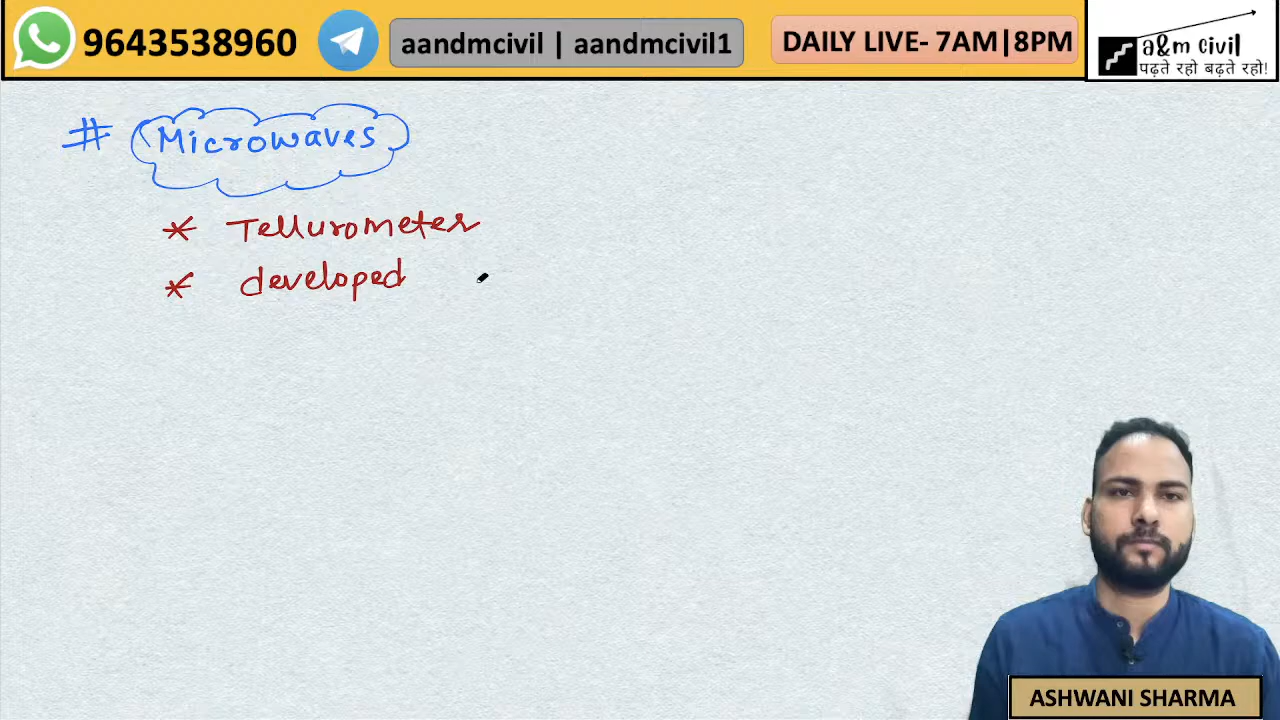 9643538960 aandmcivil | aandmcivil1 DAILY LIVE- 7AM|8PM
a&m civil
पढ़ते रहो बढ़ते रहो!
# Microwaves
* Tellurometer
* developed
ASHWANI SHARMA